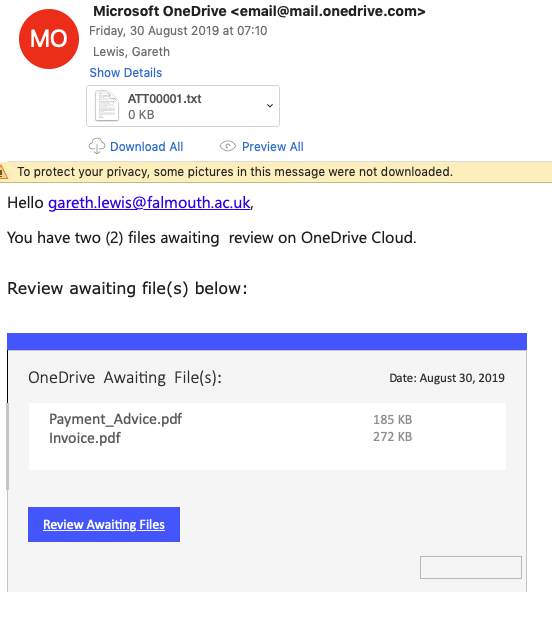 MO
Microsoft OneDrive <email@mail.onedrive.com>
Friday, 30 August 2019 at 07:10
Lewis, Gareth
Show Details
ATT00001.txt
0 KB
Download All
Preview All
To protect your privacy, some pictures in this message were not downloaded.
Hello gareth.lewis@falmouth.ac.uk,
You have two (2) files awaiting  review on OneDrive Cloud.
Review awaiting file(s) below:
OneDrive Awaiting File(s):
Date: August 30, 2019
Payment_Advice.pdf 185 KB
Invoice.pdf 272 KB
Review Awaiting Files